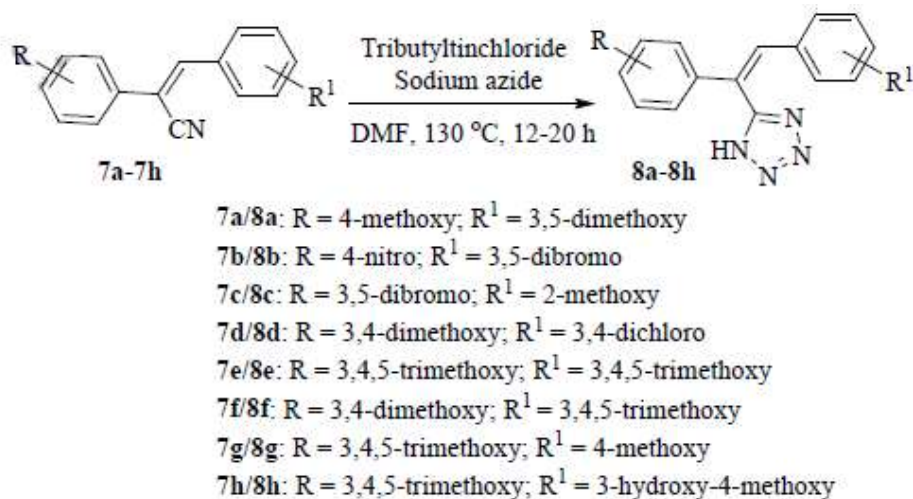 R
R¹
CN
7a-7h
Tributyltinchloride
Sodium azide
DMF, 130 °C, 12-20 h
R
R¹
N
N
N
HN
8a-8h
7a/8a: R = 4-methoxy; R¹ = 3,5-dimethoxy
7b/8b: R = 4-nitro; R¹ = 3,5-dibromo
7c/8c: R = 3,5-dibromo; R¹ = 2-methoxy
7d/8d: R = 3,4-dimethoxy; R¹ = 3,4-dichloro
7e/8e: R = 3,4,5-trimethoxy; R¹ = 3,4,5-trimethoxy
7f/8f: R = 3,4-dimethoxy; R¹ = 3,4,5-trimethoxy
7g/8g: R = 3,4,5-trimethoxy; R¹ = 4-methoxy
7h/8h: R = 3,4,5-trimethoxy; R¹ = 3-hydroxy-4-methoxy